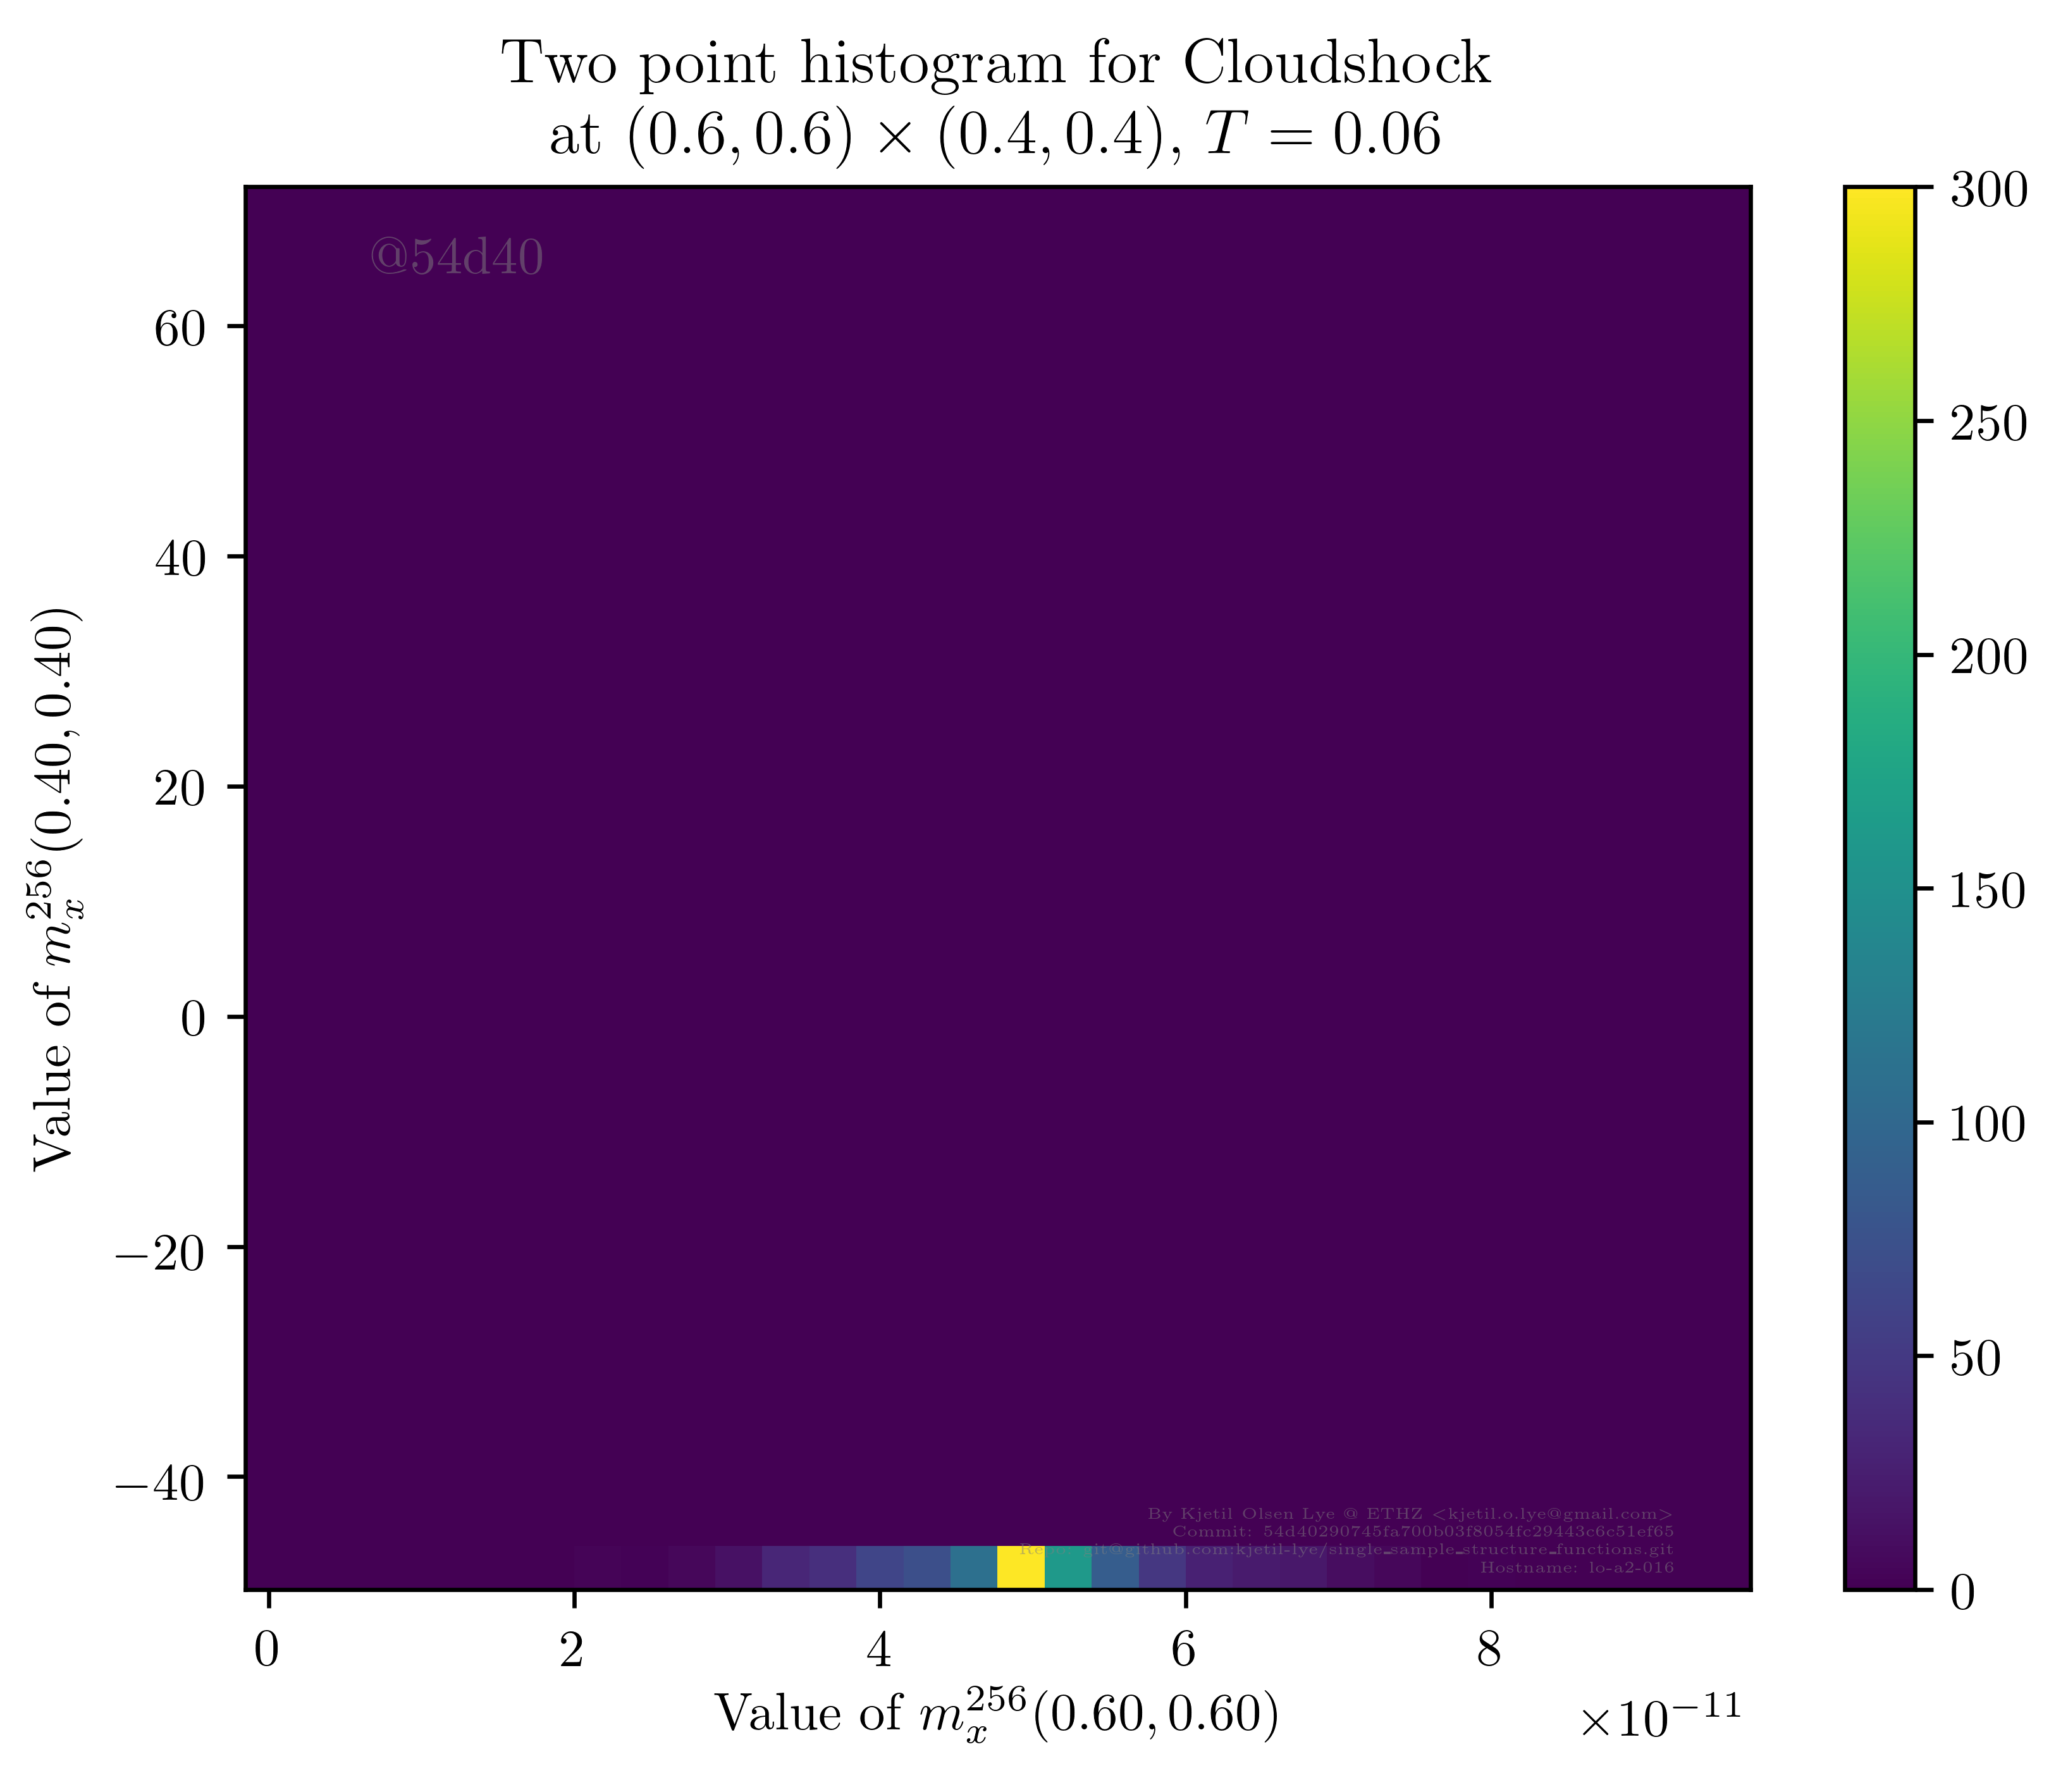 Two point histogram for Cloudshock
at (0.6, 0.6) × (0.4, 0.4), T = 0.06
@54d40
60
40
20
0
−20
−40
Value of m_x^256(0.40, 0.40)
300
250
200
150
100
50
0
By Kjetil Olsen Lye @ ETHZ <kjetil.o.lye@gmail.com>
Commit: 54d40290745fa700b03f8054fc29443c6c51ef65
git@github.com:kjetil-lye/single_sample_structure_functions.git
Hostname: lo-a2-016
0 2 4 6 8
Value of m_x^256(0.60, 0.60)
×10^−11